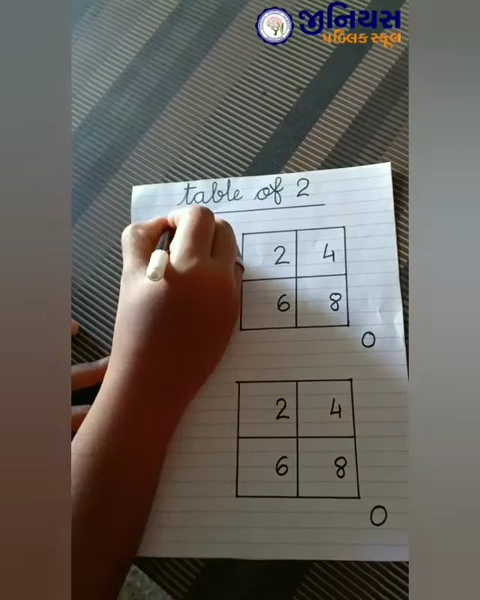 જીનિયસ
પબ્લિક સ્કૂલ
table of 2
2 4
6 8
0
2 4
6 8
0